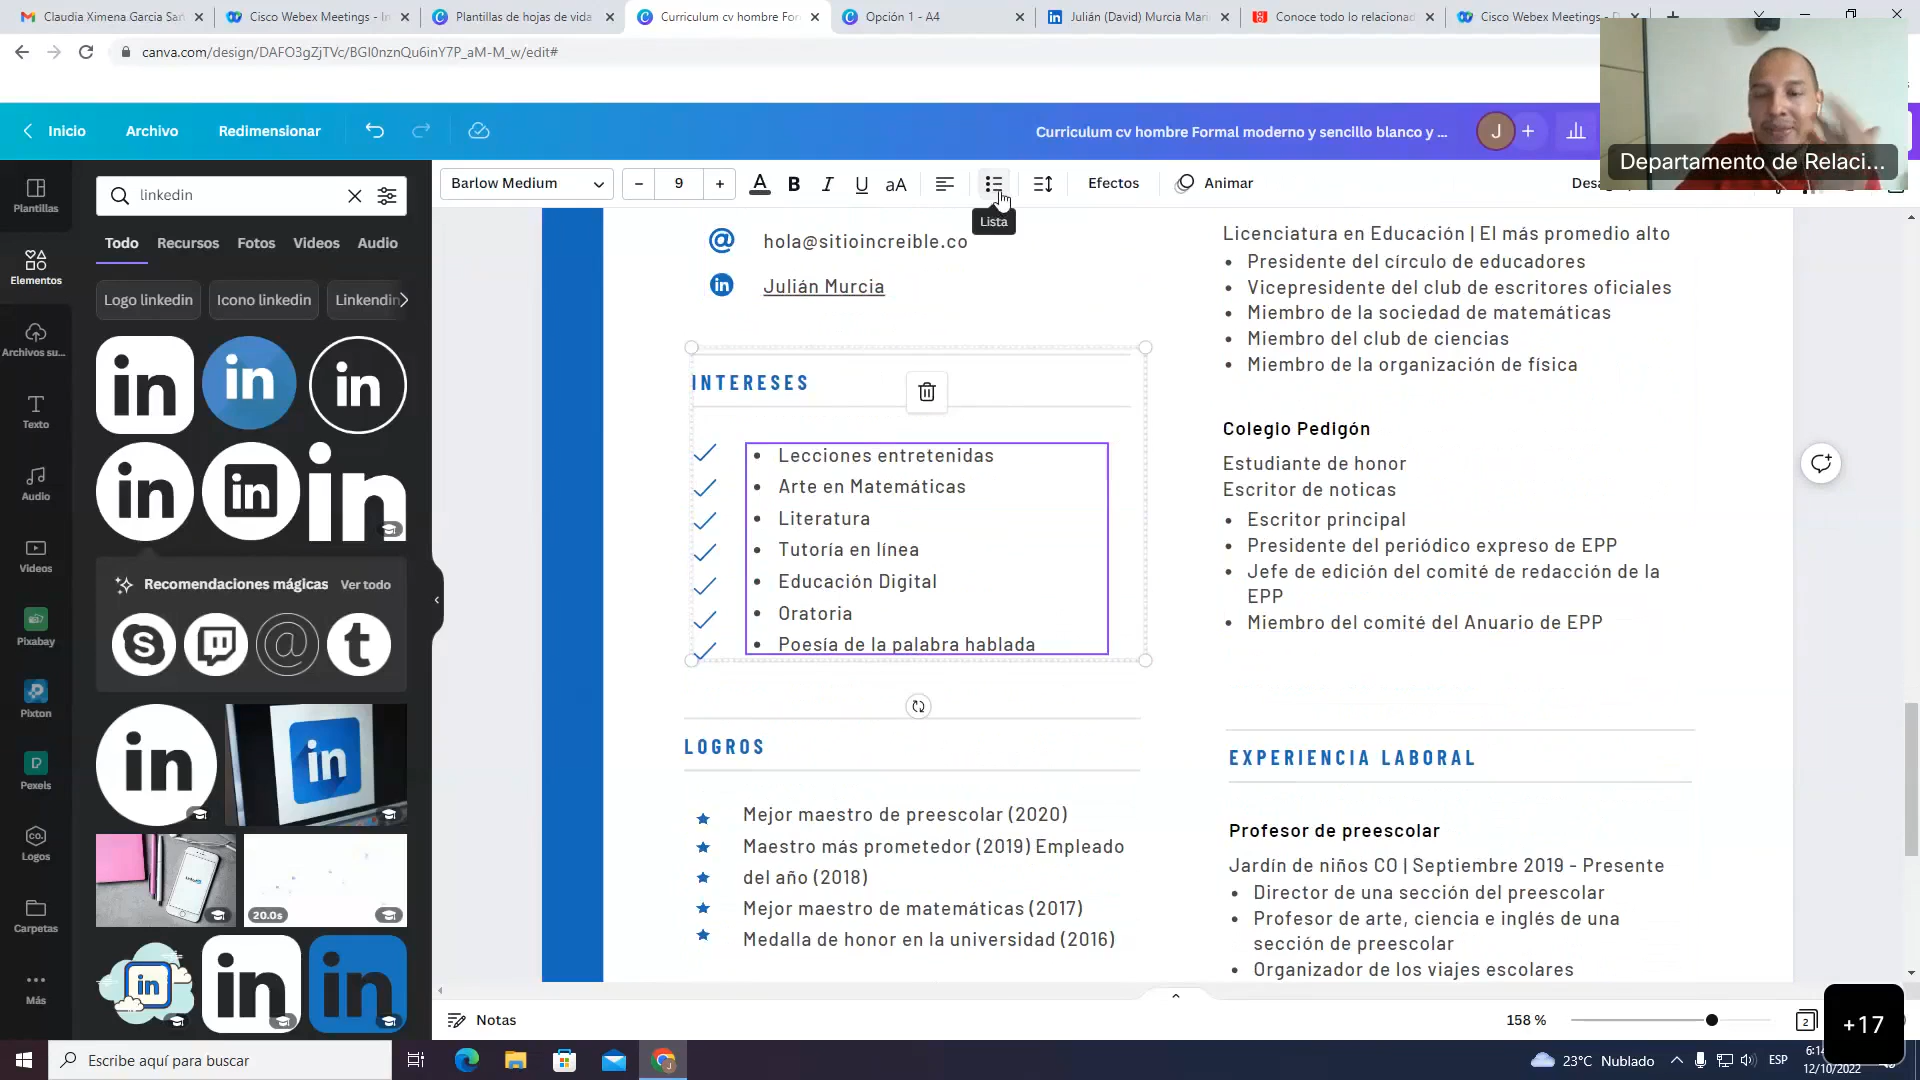 Claudia Ximena Garcia Sa
Cisco Webex Meetings - In
Plantillas de hojas de vida
Curriculum cv hombre For
Opción 1 - A4
Julián (David) Murcia Mar
Conoce todo lo relacionad
Cisco Webex Meetings - D
canva.com/design/DAFO3gZjTVc/BGI0nznQu6inY7P_aM-M_w/edit#
Inicio
Archivo
Redimensionar
Curriculum cv hombre Formal moderno y sencillo blanco y ...
J
Departamento de Relaci...
Plantillas
Elementos
Archivos su...
Texto
Audio
Videos
Pixabay
Pixton
Pexels
Logos
Carpetas
Más
linkedin
Todo
Recursos
Fotos
Videos
Audio
Logo linkedin
Icono linkedin
Linkendin
Recomendaciones mágicas
Ver todo
20.0s
Barlow Medium
9
B I U aA
Efectos
Animar
Lista
hola@sitioincreible.co
Julián Murcia
INTERESES
• Lecciones entretenidas
• Arte en Matemáticas
• Literatura
• Tutoría en línea
• Educación Digital
• Oratoria
• Poesía de la palabra hablada
LOGROS
Mejor maestro de preescolar (2020)
Maestro más prometedor (2019) Empleado
del año (2018)
Mejor maestro de matemáticas (2017)
Medalla de honor en la universidad (2016)
Licenciatura en Educación | El más promedio alto
• Presidente del círculo de educadores
• Vicepresidente del club de escritores oficiales
• Miembro de la sociedad de matemáticas
• Miembro del club de ciencias
• Miembro de la organización de física
Colegio Pedigón
Estudiante de honor
Escritor de noticas
• Escritor principal
• Presidente del periódico expreso de EPP
• Jefe de edición del comité de redacción de la
EPP
• Miembro del comité del Anuario de EPP
EXPERIENCIA LABORAL
Profesor de preescolar
Jardín de niños CO | Septiembre 2019 - Presente
• Director de una sección del preescolar
• Profesor de arte, ciencia e inglés de una
sección de preescolar
• Organizador de los viajes escolares
Notas
158 %
2
+17
Escribe aquí para buscar
23°C Nublado
ESP
12/10/2022